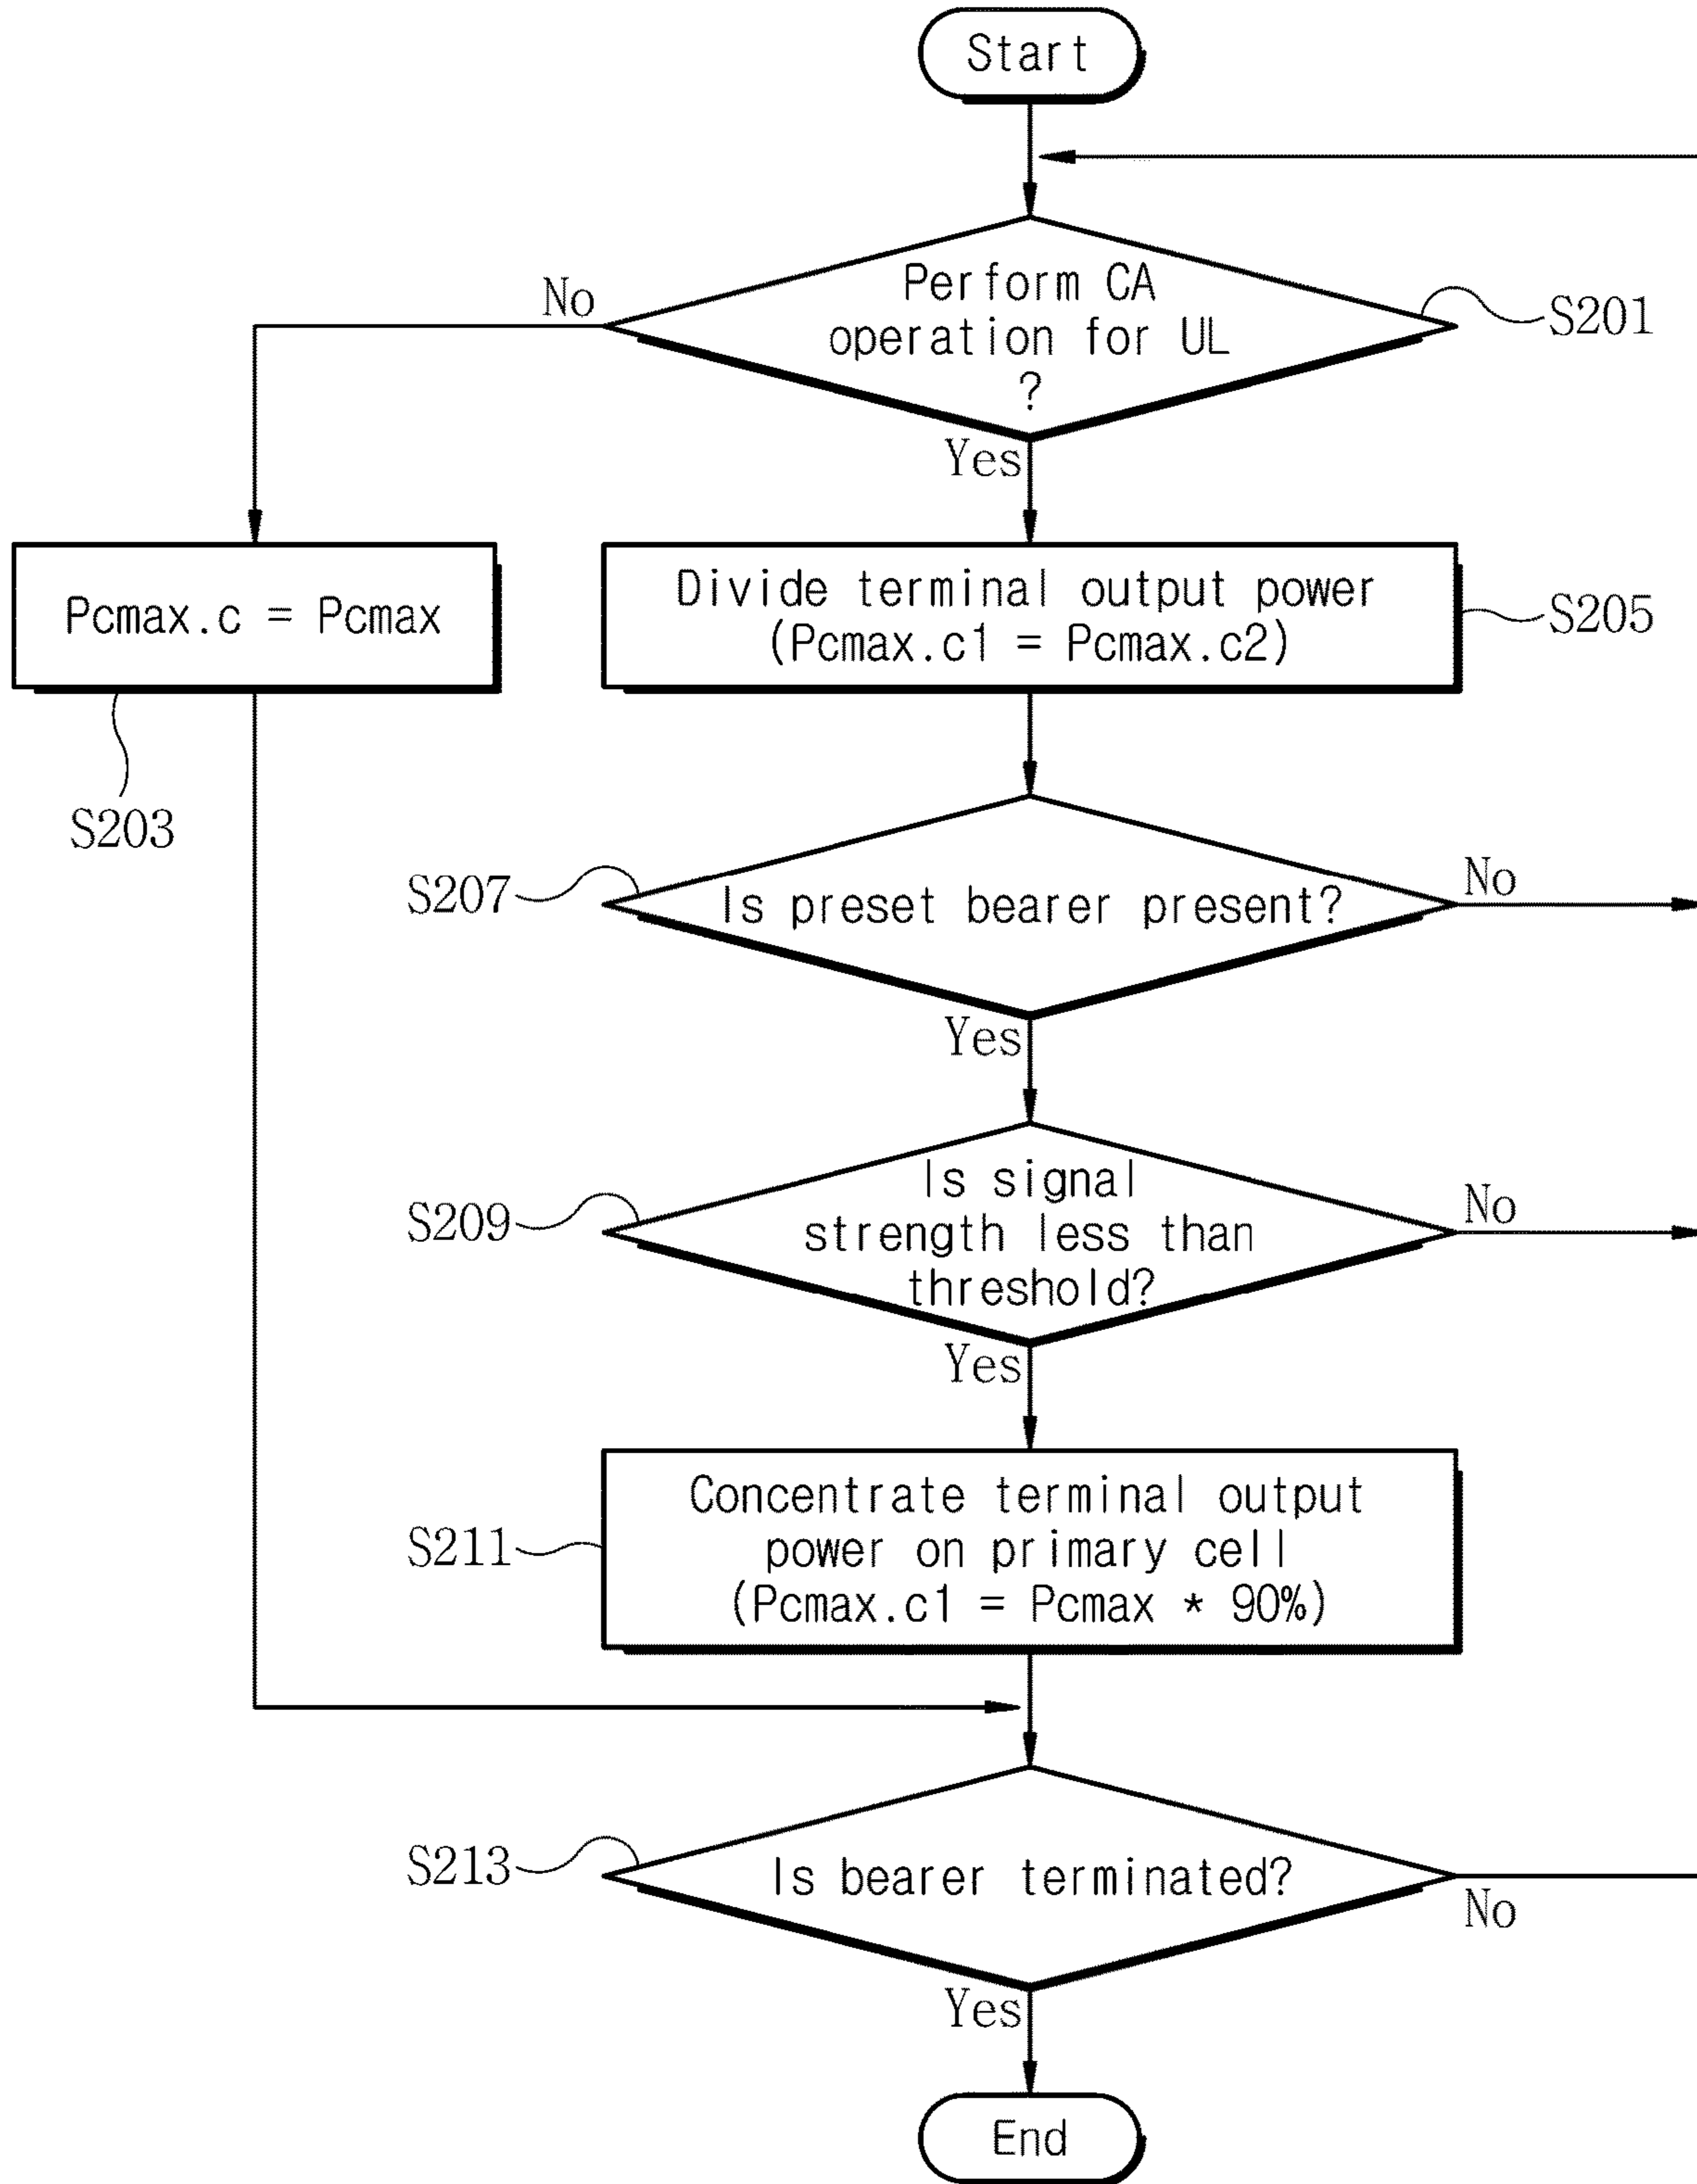 Start
Perform CA
operation for UL
?
S201
No
Yes
Pcmax.c = Pcmax
S203
Divide terminal output power
(Pcmax.c1 = Pcmax.c2)
S205
S207
Is preset bearer present?
No
Yes
S209
Is signal
strength less than
threshold?
No
Yes
S211
Concentrate terminal output
power on primary cell
(Pcmax.c1 = Pcmax * 90%)
S213
Is bearer terminated?
No
Yes
End